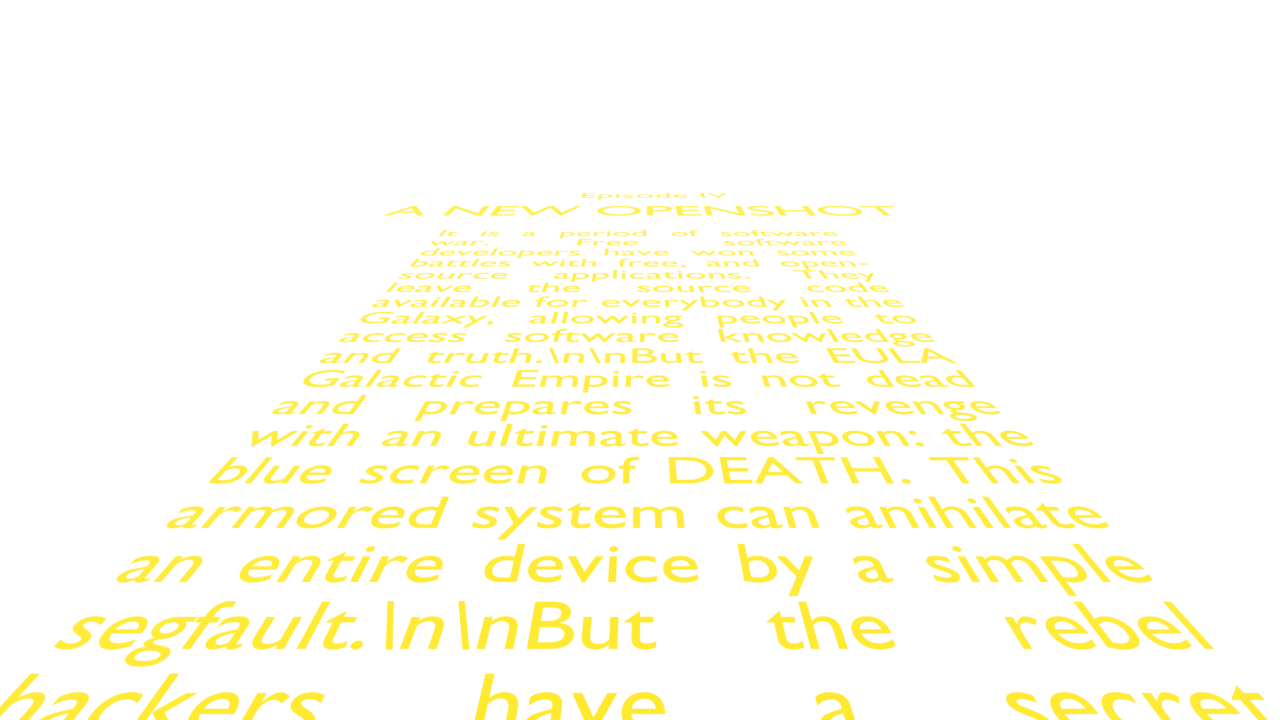 Episode IV
A NEW OPENSHOT
It is a period of software
war. Free software
developers have won some
battles with free, and open-
source applications. They
leave the source code
available for everybody in the
Galaxy, allowing people to
access software knowledge
and truth.\n\nBut the EULA
Galactic Empire is not dead
and prepares its revenge
with an ultimate weapon: the
blue screen of DEATH. This
armored system can anihilate
an entire device by a simple
segfault.\n\nBut the rebel
hackers have a secret